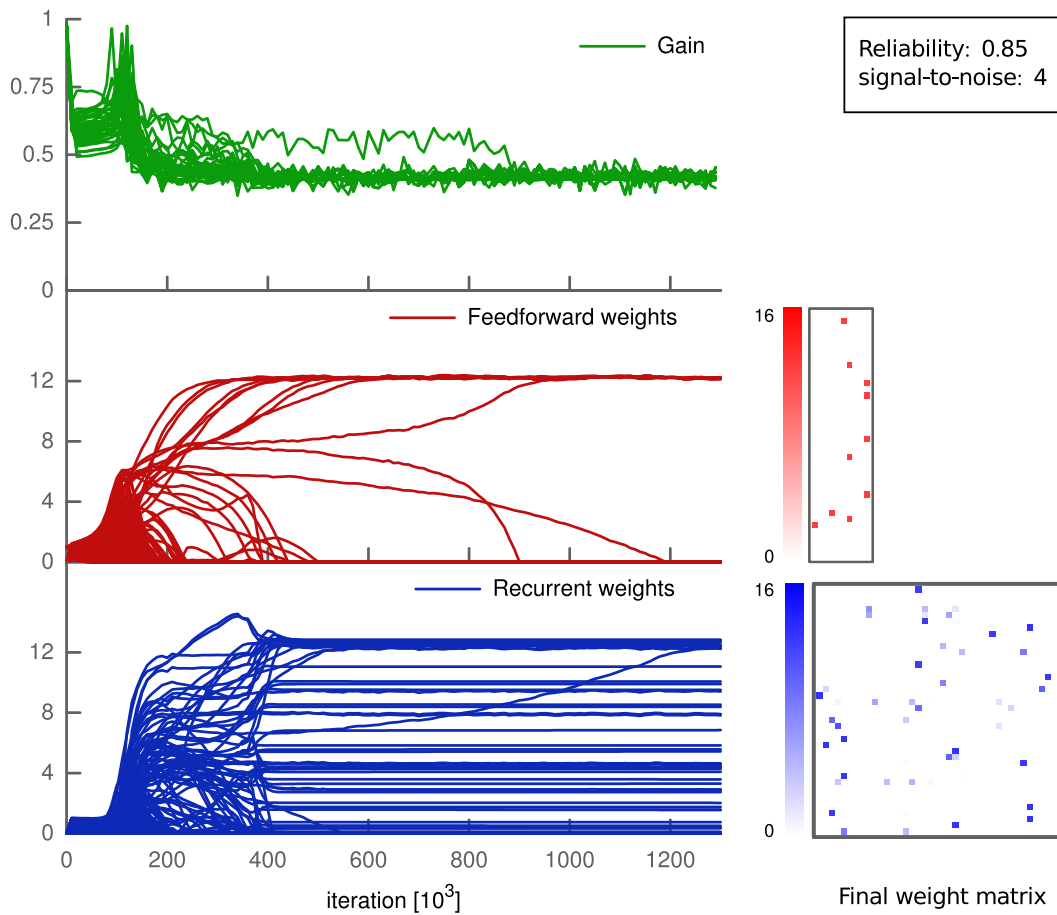 1
0.75
0.5
0.25
0
Gain
Reliability: 0.85
signal-to-noise: 4
Feedforward weights
12
8
4
0
16
0
Recurrent weights
12
8
4
0
16
0
0 200 400 600 800 1000 1200
iteration [10³]
Final weight matrix